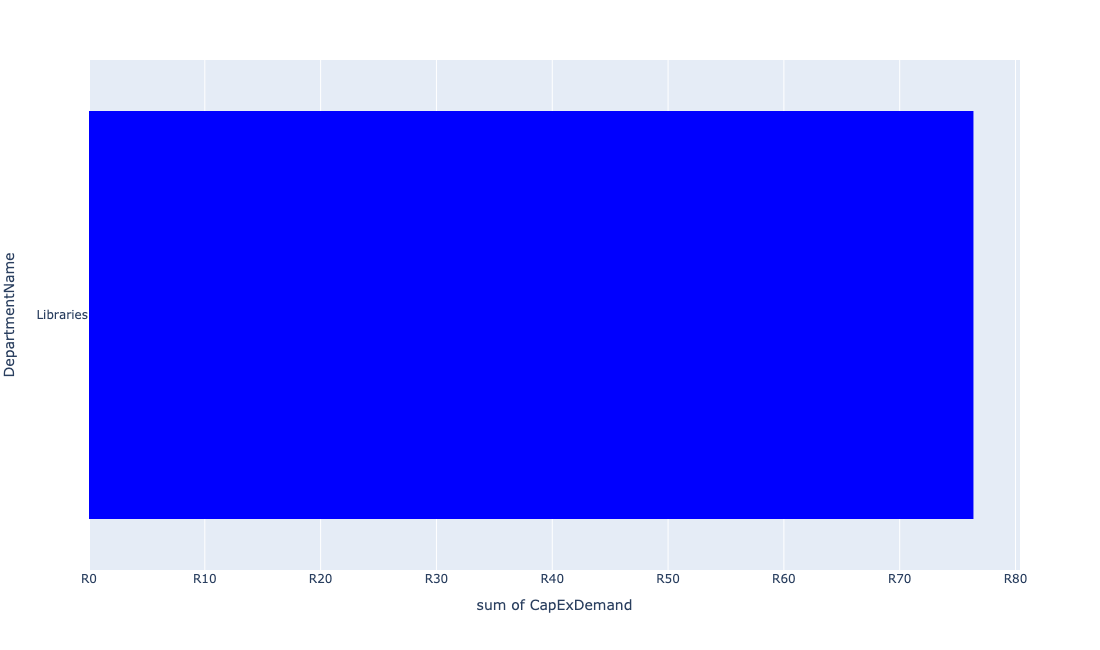 DepartmentName
Libraries
R0 R10 R20 R30 R40 R50 R60 R70 R80
sum of CapExDemand